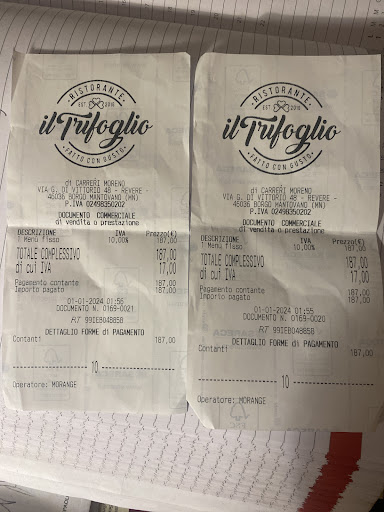 RISTORANTE
EST 2016
il Trifoglio
FATTO CON GUSTO
di CARRERI MORENO
VIA G. DI VITTORIO 48 - REVERE -
46036 BORGO MANTOVANO (MN)
P.IVA 02498350202
DOCUMENTO COMMERCIALE
di vendita o prestazione
DESCRIZIONE IVA Prezzo(€)
1 Menu fisso 10,00% 187,00
TOTALE COMPLESSIVO 187,00
di cui IVA 17,00
Pagamento contante 187,00
Importo pagato 187,00
01-01-2024 01:55
DOCUMENTO N. 0169-0021
RT 99IEB048858
DETTAGLIO FORME di PAGAMENTO
Contanti 187,00
10
Operatore: MORANGE
RISTORANTE
EST 2016
il Trifoglio
FATTO CON GUSTO
di CARRERI MORENO
VIA G. DI VITTORIO 48 - REVERE -
46036 BORGO MANTOVANO (MN)
P.IVA 02498350202
DOCUMENTO COMMERCIALE
di vendita o prestazione
DESCRIZIONE IVA Prezzo(€)
1 Menu fisso 10,00% 187,00
TOTALE COMPLESSIVO 187,00
di cui IVA 17,00
Pagamento contante 187,00
Importo pagato 187,00
01-01-2024 01:55
DOCUMENTO N. 0169-0020
RT 99IEB048858
DETTAGLIO FORME di PAGAMENTO
Contanti 187,00
10
Operatore: MORANGE